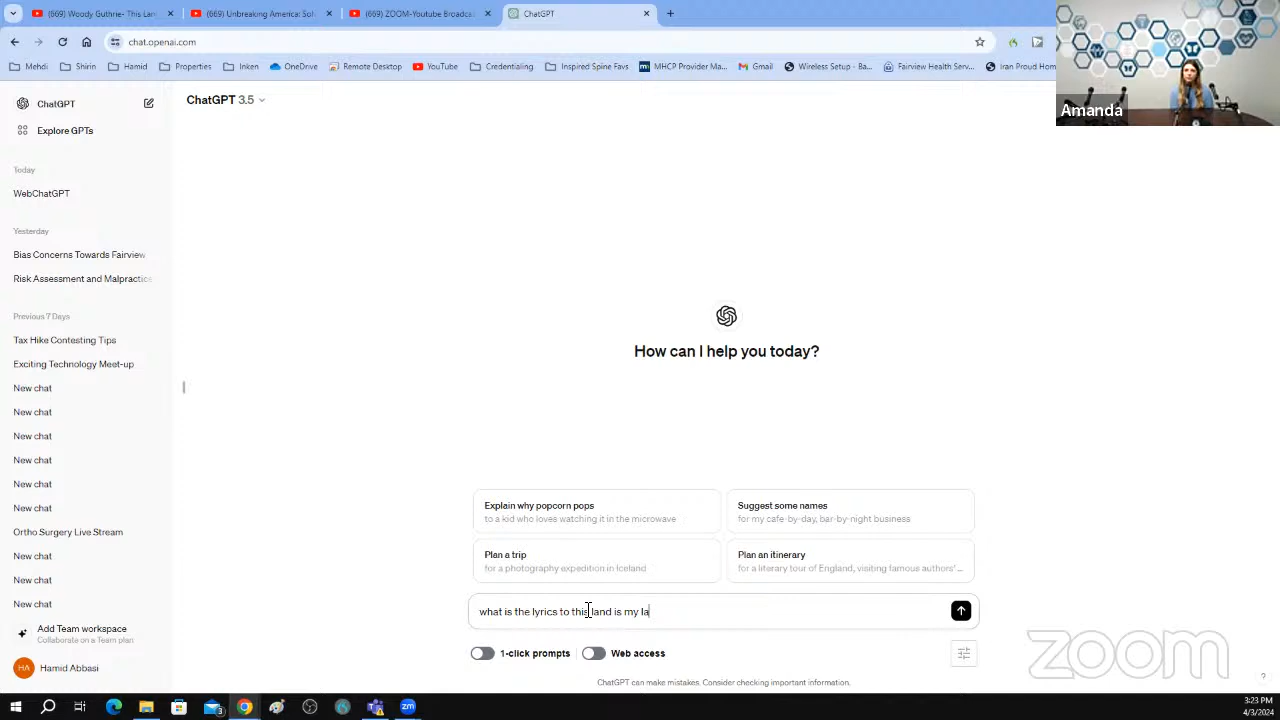 (669) Woody Guthrie- This Lan
(669) Unbreaking America: Sol
(669) ZOOM-Youtube Broadcas
ChatGPT
chat.openai.com
Mehdi
Shirin
Hamid
Properties
Inken
OneDrive
Remote Desktop
YouTube
Credentialing
Inspired Spine Favs
MHCP Provider Ma...
Gmail
Wireless Setup - Ba...
Fairview Health Serv...
Iran Proud Hom
Amanda
ChatGPT
Explore GPTs
ChatGPT 3.5
Today
WebChatGPT
Yesterday
Bias Concerns Towards Fairview
Risk Assessment and Malpractice
Previous 7 Days
Tax Hike Contesting Tips
Exciting Technology Meet-up
New chat
New chat
New chat
New chat
New chat
New chat
Ortho Surgery Live Stream
New chat
New chat
New chat
Add Team workspace
Collaborate on a Team plan
HA
Hamid Abbasi
How can I help you today?
Explain why popcorn pops
to a kid who loves watching it in the microwave
Suggest some names
for my cafe-by-day, bar-by-night business
Plan a trip
for a photography expedition in Iceland
Plan an itinerary
for a literary tour of England, visiting famous authors' ...
what is the lyrics to this land is my la
1-click prompts
Web access
ChatGPT can make mistakes. Consider checking important information.
zoom
?
3
zm
3:23 PM
4/3/2024